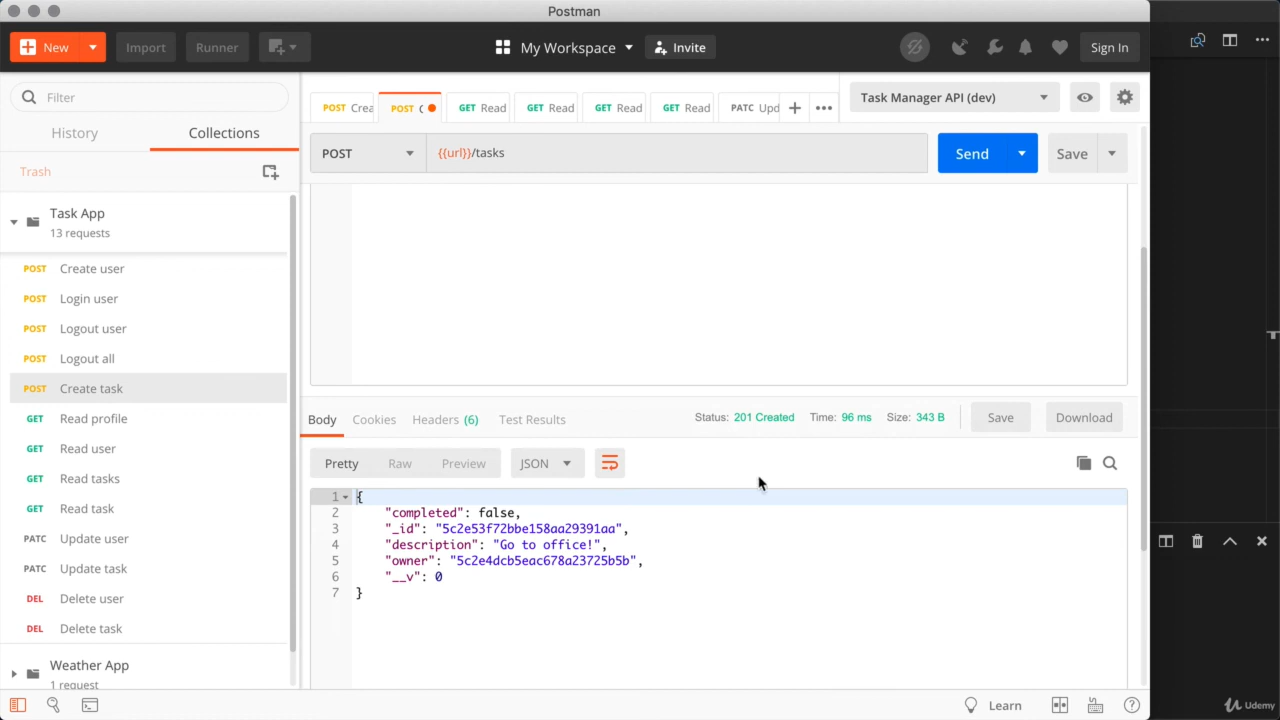 Postman
New
Import
Runner
My Workspace
Invite
Sign In
Filter
History
Collections
Trash
Task App
13 requests
POST Create user
POST Login user
POST Logout user
POST Logout all
POST Create task
GET Read profile
GET Read user
GET Read tasks
GET Read task
PATC Update user
PATC Update task
DEL Delete user
DEL Delete task
Weather App
1 request
POST Crea
POST
GET Read
GET Read
GET Read
GET Read
PATC Upd
Task Manager API (dev)
POST
{{url}}/tasks
Send
Save
Body Cookies Headers (6) Test Results
Status: 201 Created Time: 96 ms Size: 343 B
Save
Download
Pretty Raw Preview JSON
1 {
2 "completed": false,
3 "_id": "5c2e53f72bbe158aa29391aa",
4 "description": "Go to office!",
5 "owner": "5c2e4dcb5eac678a23725b5b",
6 "__v": 0
7 }
Learn
Udemy